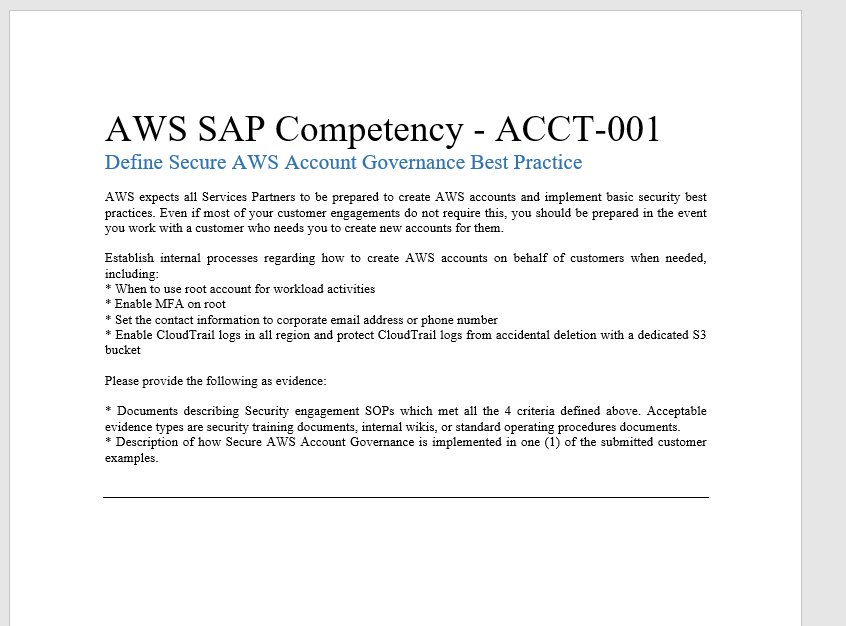 AWS SAP Competency - ACCT-001
Define Secure AWS Account Governance Best Practice
AWS expects all Services Partners to be prepared to create AWS accounts and implement basic security best
practices. Even if most of your customer engagements do not require this, you should be prepared in the event
you work with a customer who needs you to create new accounts for them.
Establish internal processes regarding how to create AWS accounts on behalf of customers when needed,
including:
* When to use root account for workload activities
* Enable MFA on root
* Set the contact information to corporate email address or phone number
* Enable CloudTrail logs in all region and protect CloudTrail logs from accidental deletion with a dedicated S3
bucket
Please provide the following as evidence:
* Documents describing Security engagement SOPs which met all the 4 criteria defined above. Acceptable
evidence types are security training documents, internal wikis, or standard operating procedures documents.
* Description of how Secure AWS Account Governance is implemented in one (1) of the submitted customer
examples.